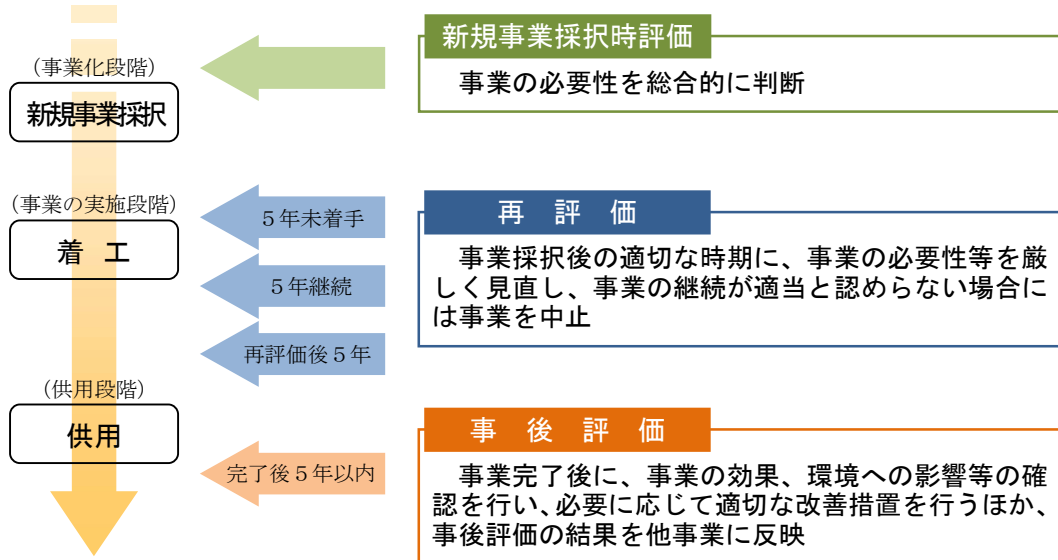 新規事業採択時評価
事業の必要性を総合的に判断
(事業化段階)
新規事業採択
(事業の実施段階)
着 工
5年未着手
5年継続
再評価後5年
再 評 価
事業採択後の適切な時期に、事業の必要性等を厳
しく見直し、事業の継続が適当と認めらない場合に
は事業を中止
(供用段階)
供用
完了後5年以内
事 後 評 価
事業完了後に、事業の効果、環境への影響等の確
認を行い、必要に応じて適切な改善措置を行うほか、
事後評価の結果を他事業に反映